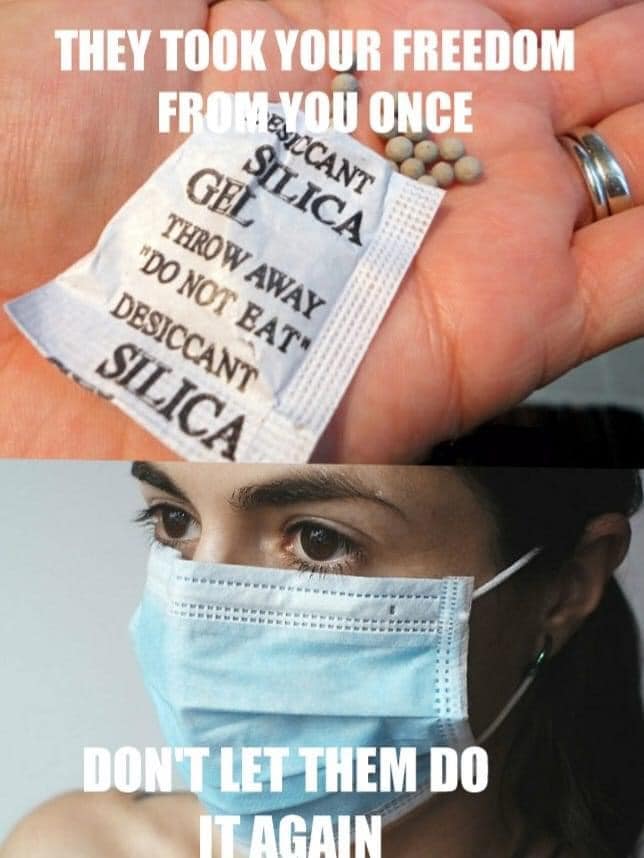 THEY TOOK YOUR FREEDOM
FROM YOU ONCE
DESICCANT
SILICA
GEL
THROW AWAY
"DO NOT EAT"
DESICCANT
SILICA
DON'T LET THEM DO
IT AGAIN